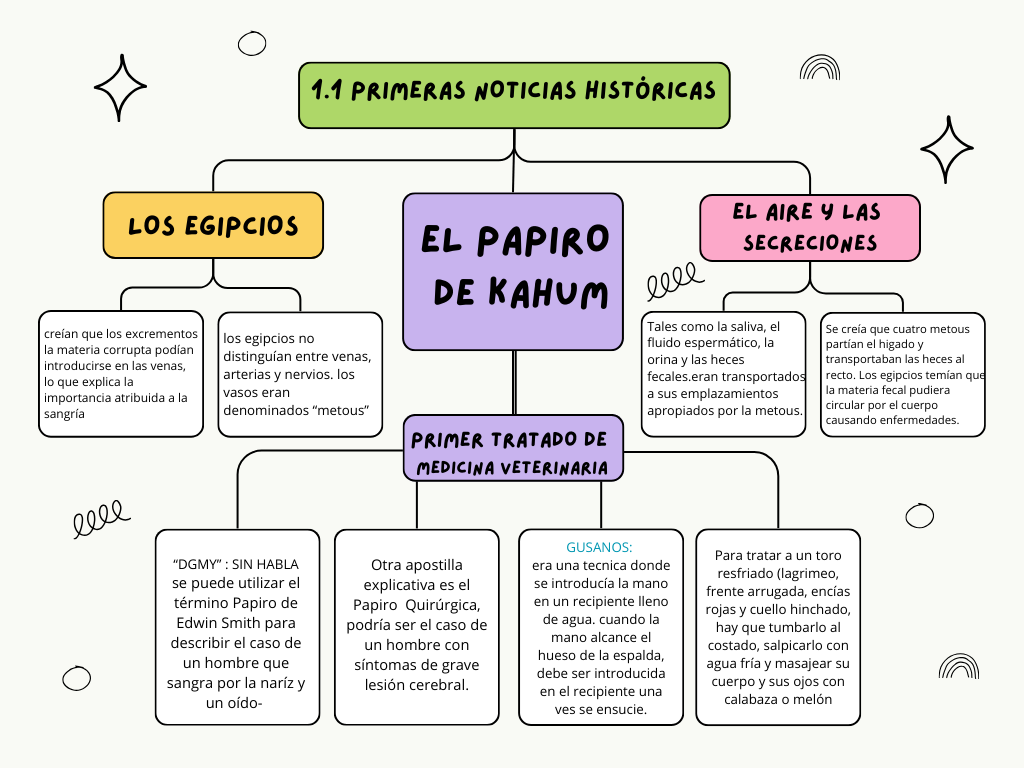 1.1 PRIMERAS NOTICIAS HISTÓRICAS
LOS EGIPCIOS
EL PAPIRO
DE KAHUM
EL AIRE Y LAS
SECRECIONES
creían que los excrementos
la materia corrupta podían
introducirse en las venas,
lo que explica la
importancia atribuida a la
sangría
los egipcios no
distinguían entre venas,
arterias y nervios. los
vasos eran
denominados “metous”
Tales como la saliva, el
fluido espermático, la
orina y las heces
fecales.eran transportados
a sus emplazamientos
apropiados por la metous.
Se creía que cuatro metous
partían el higado y
transportaban las heces al
recto. Los egipcios temían que
la materia fecal pudiera
circular por el cuerpo
causando enfermedades.
PRIMER TRATADO DE
MEDICINA VETERINARIA
“DGMY” : SIN HABLA
se puede utilizar el
término Papiro de
Edwin Smith para
describir el caso de
un hombre que
sangra por la naríz y
un oído-
Otra apostilla
explicativa es el
Papiro  Quirúrgica,
podría ser el caso de
un hombre con
síntomas de grave
lesión cerebral.
GUSANOS:
era una tecnica donde
se introducía la mano
en un recipiente lleno
de agua. cuando la
mano alcance el
hueso de la espalda,
debe ser introducida
en el recipiente una
ves se ensucie.
Para tratar a un toro
resfriado (lagrimeo,
frente arrugada, encías
rojas y cuello hinchado,
hay que tumbarlo al
costado, salpicarlo con
agua fría y masajear su
cuerpo y sus ojos con
calabaza o melón